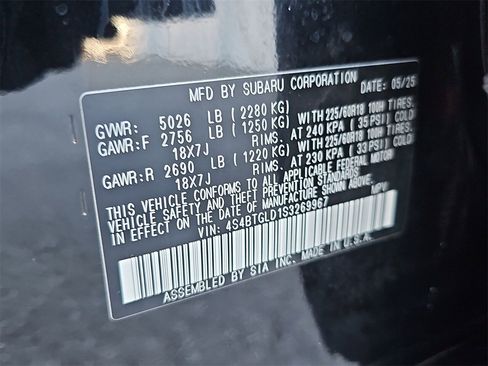 MFD BY SUBARU CORPORATION DATE: 05/25
GVWR: 5026 LB (2280 KG)
GAWR:F 2756 LB (1250 KG) WITH 225/60R18 100H TIRES.
18X7J RIMS. AT 240 KPA (35 PSI) COLD
GAWR:R 2690 LB (1220 KG) WITH 225/60R18 100H TIRES.
18X7J RIMS. AT 230 KPA (33 PSI) COLD
THIS VEHICLE CONFORMS TO ALL APPLICABLE FEDERAL MOTOR
VEHICLE SAFETY AND THEFT PREVENTION STANDARDS
IN EFFECT ON THE DATE OF MANUFACTURE SHOWN ABOVE.
VIN: 4S4BTGLD1S3269967 MPV
ASSEMBLED BY SIA INC. MADE IN U.S.A.